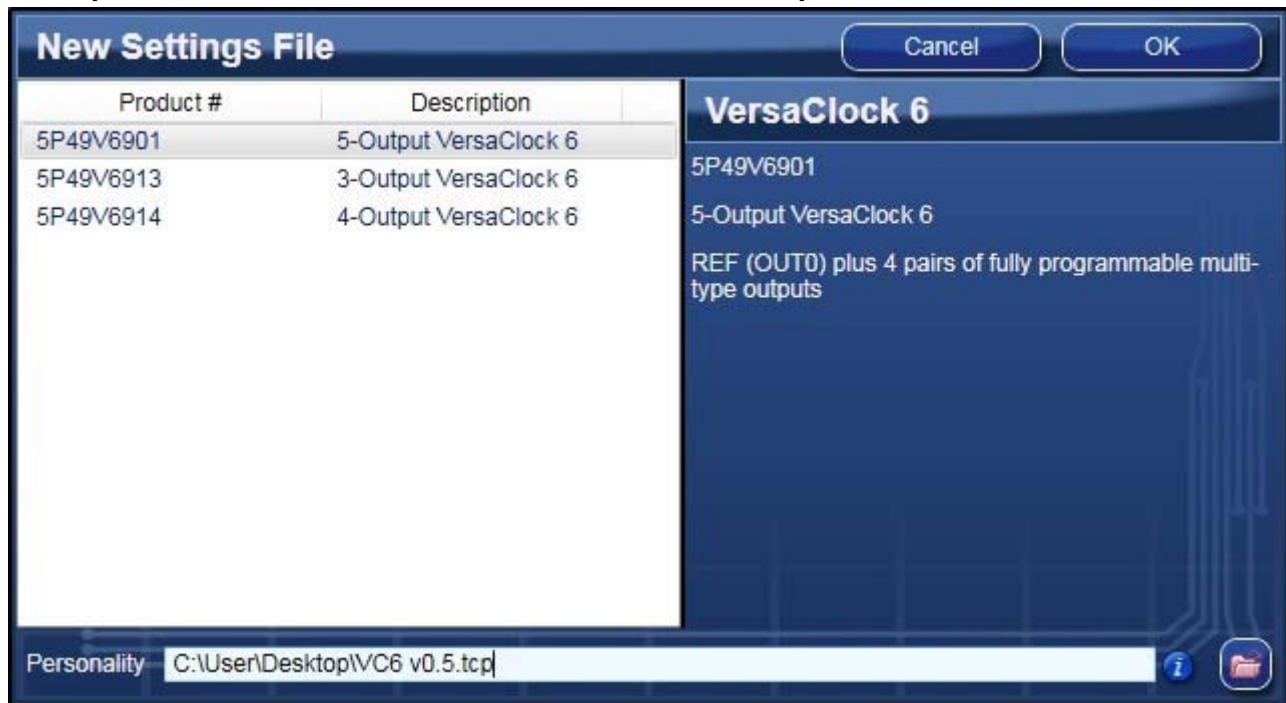 New Settings File
Cancel
OK
Product #
Description
5P49V6901
5-Output VersaClock 6
5P49V6913
3-Output VersaClock 6
5P49V6914
4-Output VersaClock 6
VersaClock 6
5P49V6901
5-Output VersaClock 6
REF (OUT0) plus 4 pairs of fully programmable multi-
type outputs
Personality
C:\User\Desktop\VC6 v0.5.tcp
i